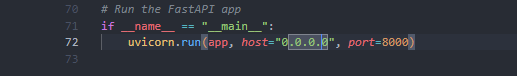 70 # Run the FastAPI app
71 if __name__ == "__main__":
72 uvicorn.run(app, host="0.0.0.0", port=8000)
73